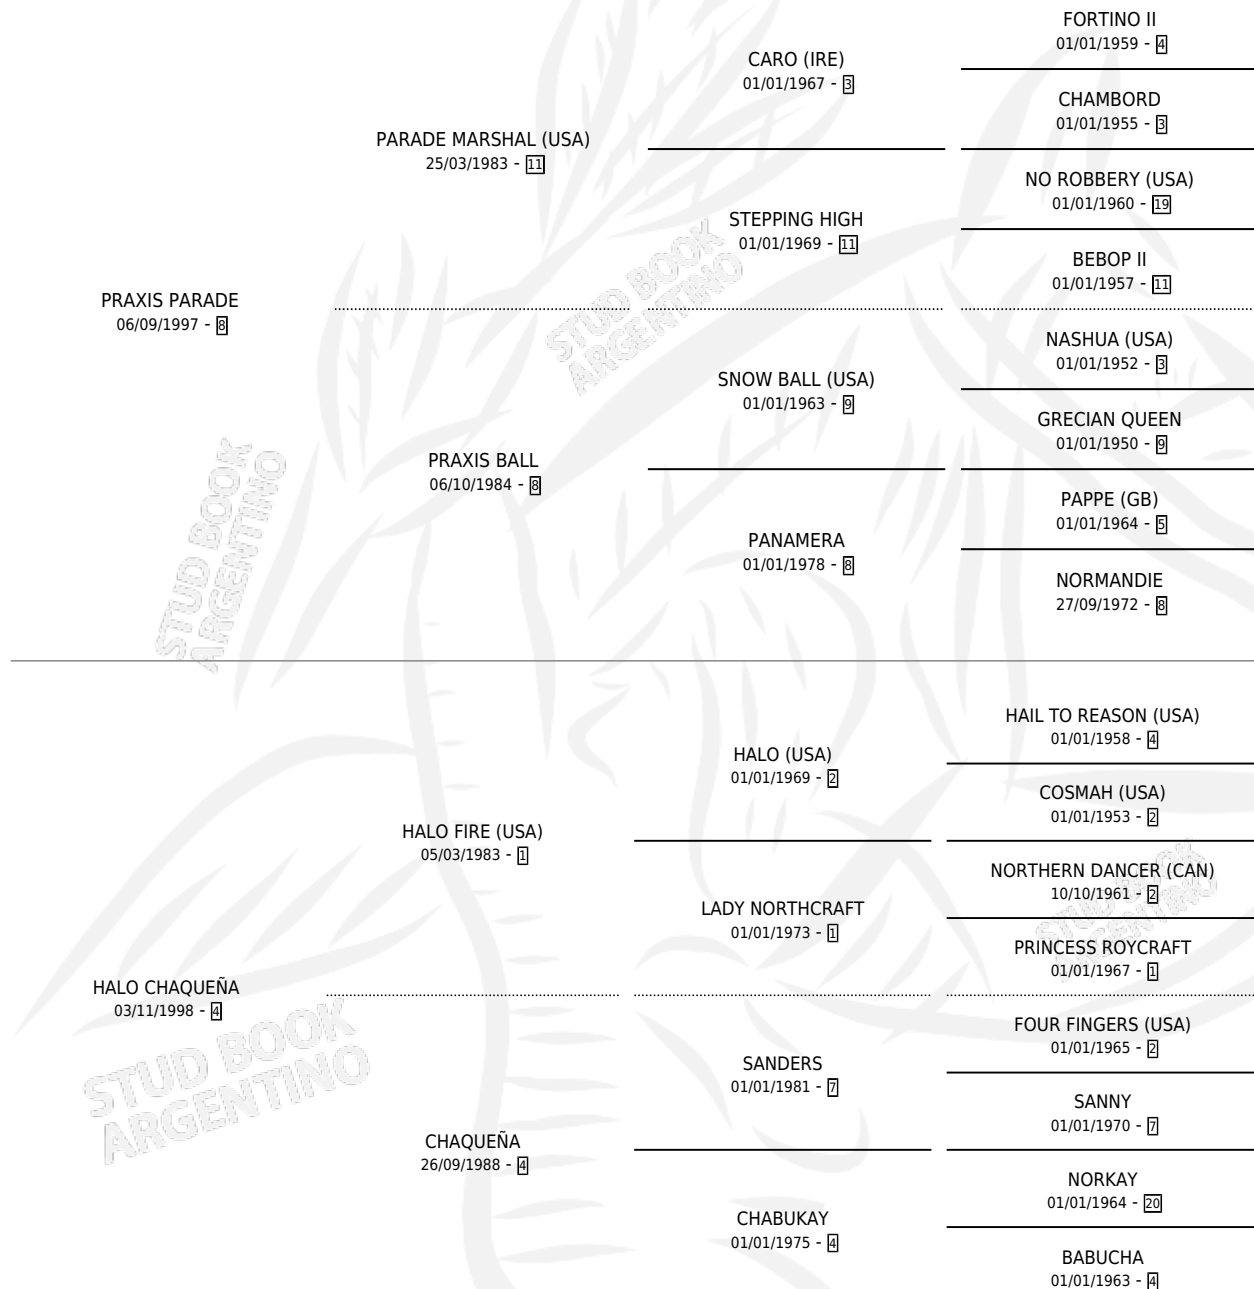 FORTINO II
01/01/1959 - 4
CARO (IRE)
01/01/1967 - 3
CHAMBORD
01/01/1955 - 3
PARADE MARSHAL (USA)
25/03/1983 - 11
NO ROBBERY (USA)
01/01/1960 - 19
STEPPING HIGH
01/01/1969 - 11
BEBOP II
01/01/1957 - 11
PRAXIS PARADE
06/09/1997 - 8
NASHUA (USA)
01/01/1952 - 3
SNOW BALL (USA)
01/01/1963 - 9
GRECIAN QUEEN
01/01/1950 - 9
PRAXIS BALL
06/10/1984 - 8
PAPPE (GB)
01/01/1964 - 5
PANAMERA
01/01/1978 - 8
NORMANDIE
27/09/1972 - 8
STUD BOOK
ARGENTINO
STUD BOOK
ARGENTINO
HAIL TO REASON (USA)
01/01/1958 - 4
HALO (USA)
01/01/1969 - 2
COSMAH (USA)
01/01/1953 - 2
HALO FIRE (USA)
05/03/1983 - 1
NORTHERN DANCER (CAN)
10/10/1961 - 2
LADY NORTHCRAFT
01/01/1973 - 1
PRINCESS ROYCRAFT
01/01/1967 - 1
STUD BOOK
ARGENTINO
HALO CHAQUEÑA
03/11/1998 - 4
FOUR FINGERS (USA)
01/01/1965 - 2
SANDERS
01/01/1981 - 7
SANNY
01/01/1970 - 7
CHAQUEÑA
26/09/1988 - 4
NORKAY
01/01/1964 - 20
CHABUKAY
01/01/1975 - 4
BABUCHA
01/01/1963 - 4
STUD BOOK
ARGENTINO